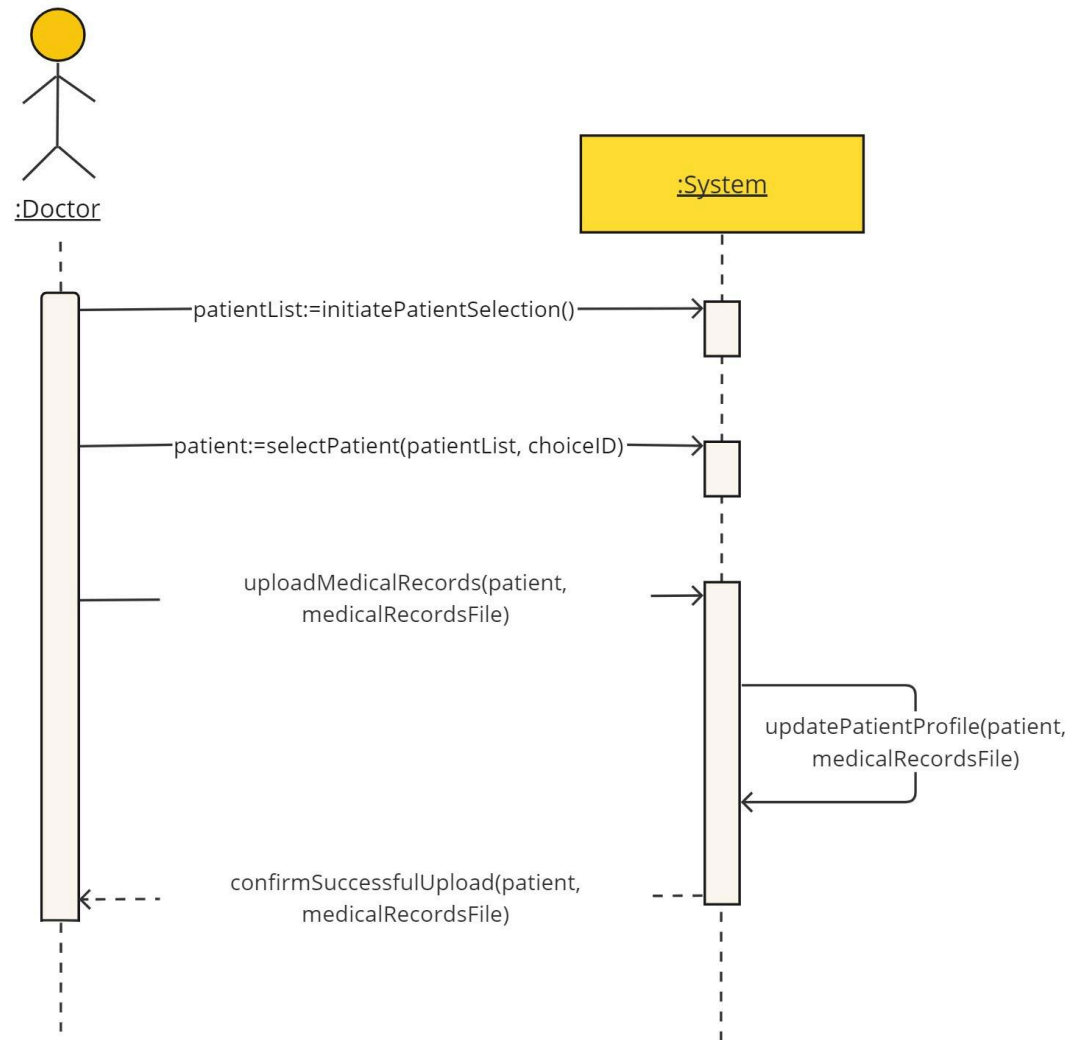 :Doctor
:System
patientList:=initiatePatientSelection()
patient:=selectPatient(patientList, choiceID)
uploadMedicalRecords(patient,
medicalRecordsFile)
updatePatientProfile(patient,
medicalRecordsFile)
confirmSuccessfulUpload(patient,
medicalRecordsFile)